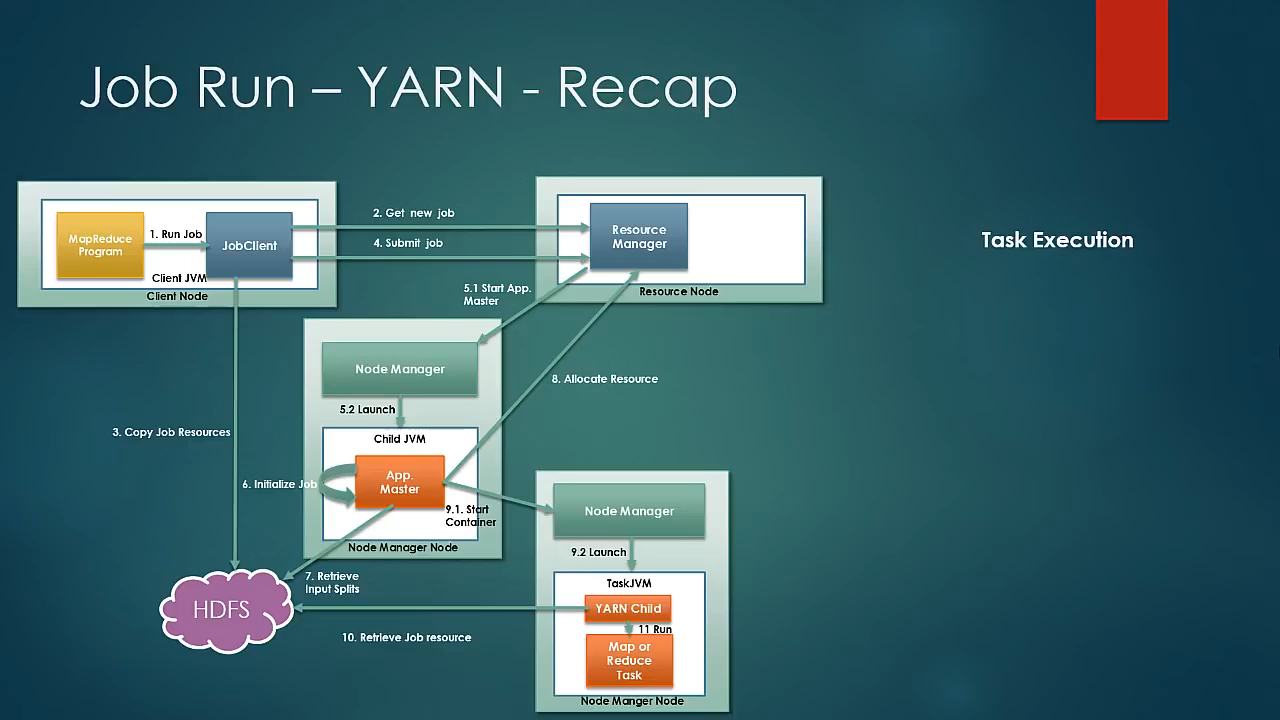 Job Run – YARN - Recap
MapReduce
Program
1. Run Job
JobClient
Client JVM
Client Node
2. Get new job
4. Submit job
Resource
Manager
Resource Node
Task Execution
5.1 Start App.
Master
Node Manager
8. Allocate Resource
5.2 Launch
3. Copy Job Resources
Child JVM
6. Initialize Job
App.
Master
9.1. Start
Container
Node Manager Node
Node Manager
9.2 Launch
7. Retrieve
Input Splits
TaskJVM
HDFS
YARN Child
10. Retrieve Job resource
11 Run
Map or
Reduce
Task
Node Manger Node